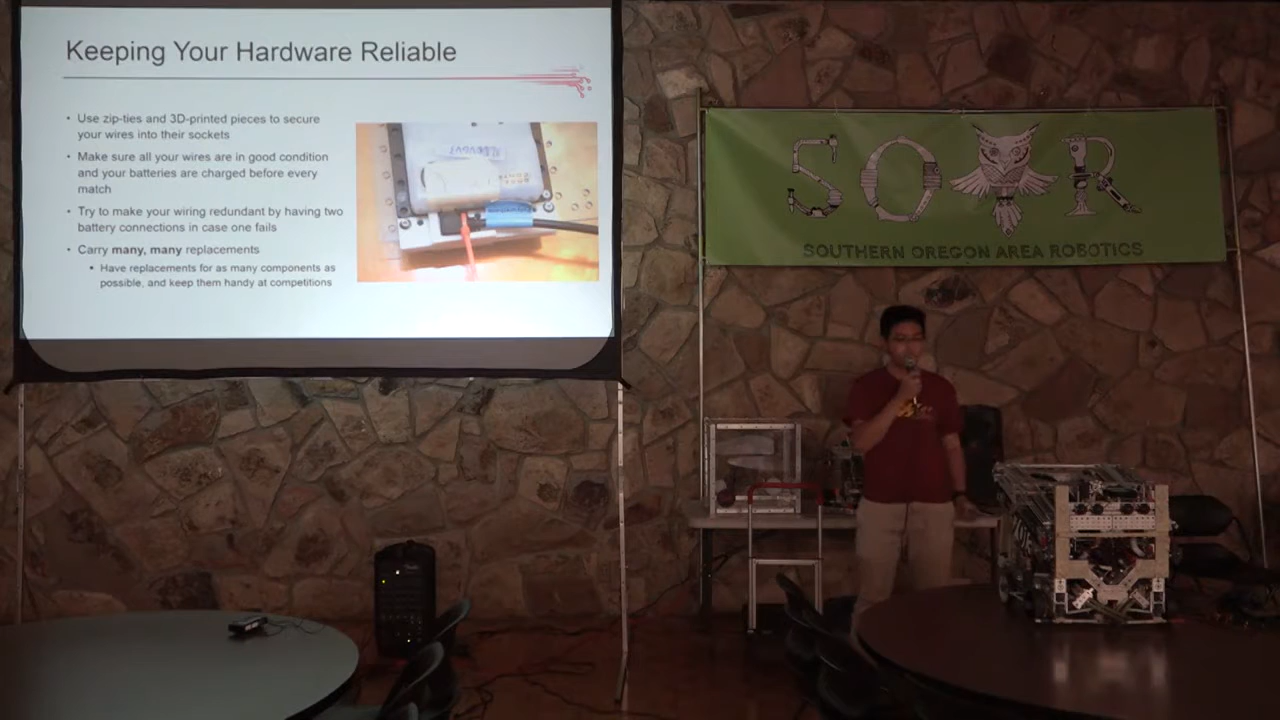 Keeping Your Hardware Reliable
• Use zip-ties and 3D-printed pieces to secure
your wires into their sockets
• Make sure all your wires are in good condition
and your batteries are charged before every
match
• Try to make your wiring redundant by having two
battery connections in case one fails
• Carry many, many replacements
• Have replacements for as many components as
possible, and keep them handy at competitions
SOAR
SOUTHERN OREGON AREA ROBOTICS